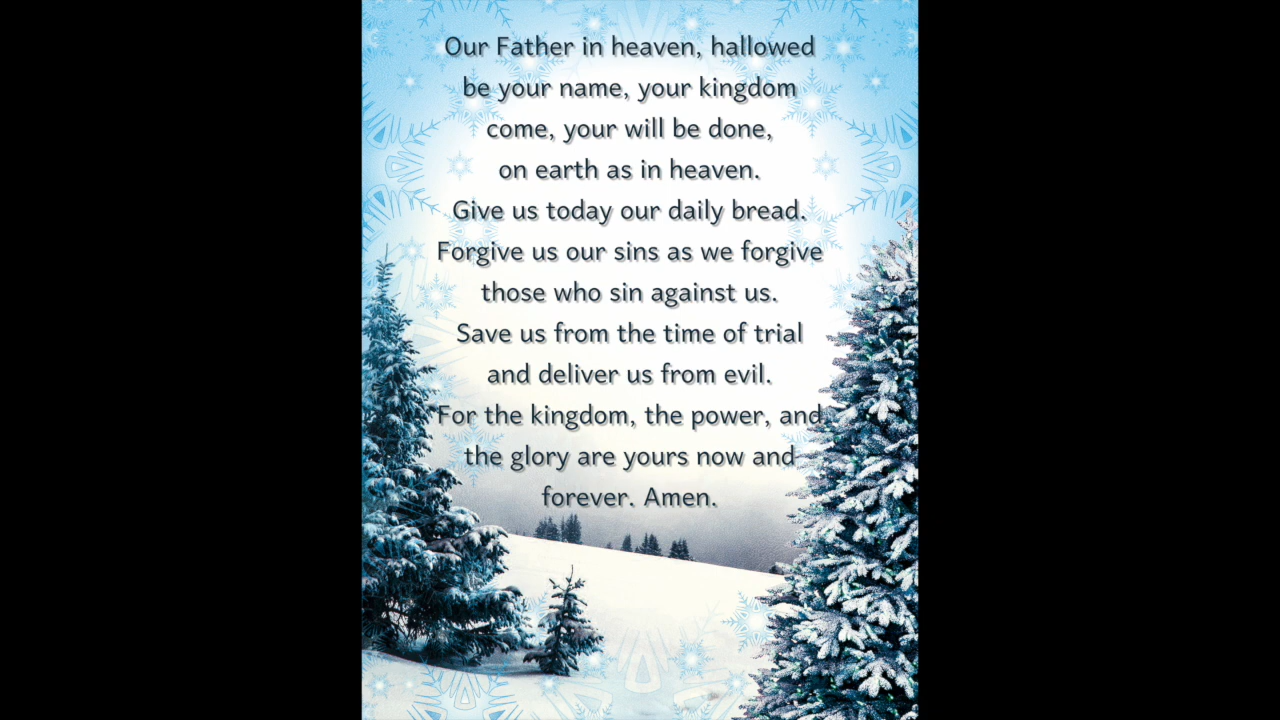 Our Father in heaven, hallowed
be your name, your kingdom
come, your will be done,
on earth as in heaven.
Give us today our daily bread.
Forgive us our sins as we forgive
those who sin against us.
Save us from the time of trial
and deliver us from evil.
For the kingdom, the power, and
the glory are yours now and
forever. Amen.